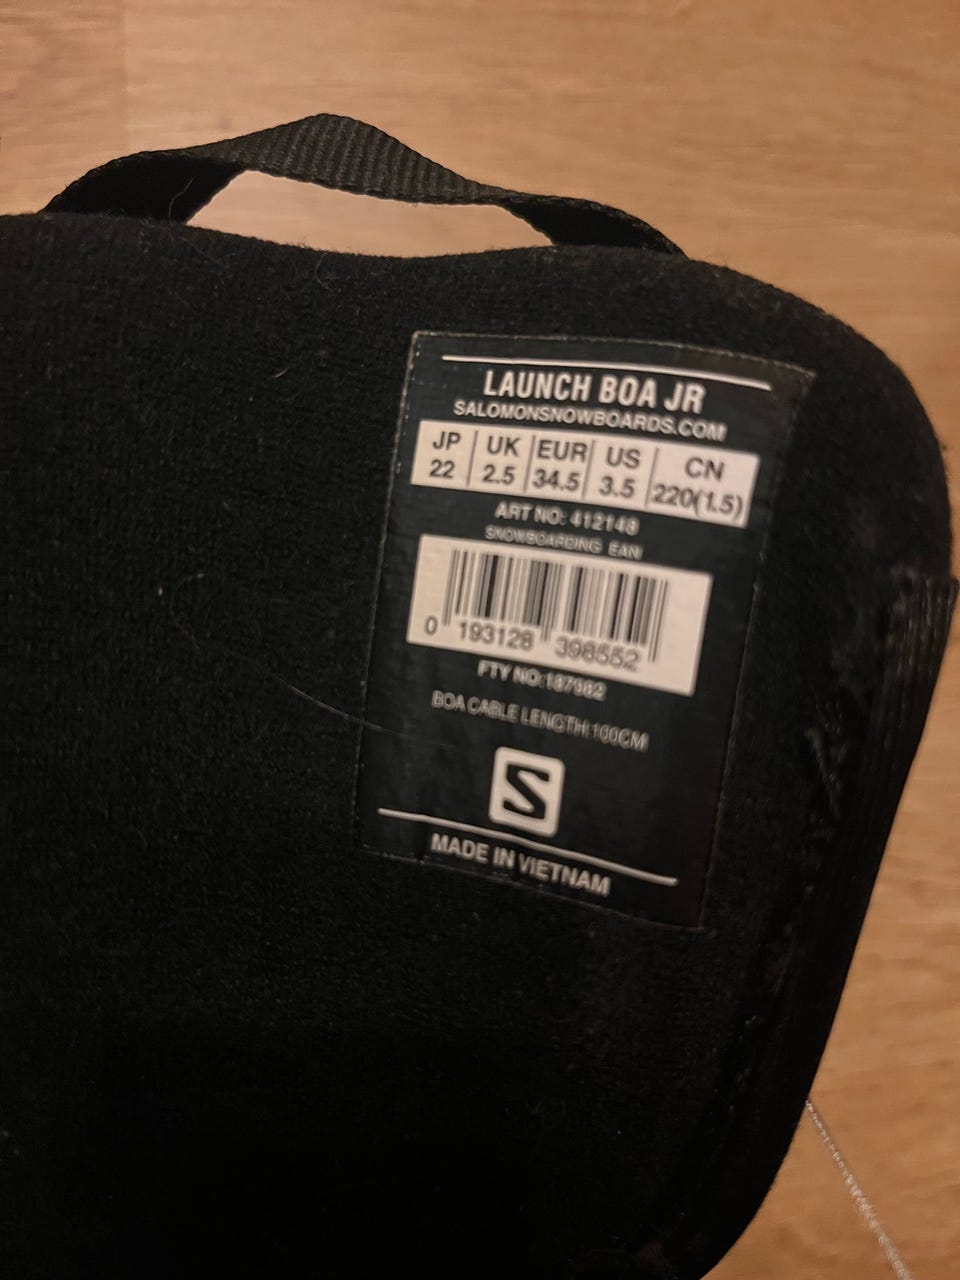 LAUNCH BOA JR
SALOMONSNOWBOARDS.COM
JP UK EUR US CN
22 2.5 34.5 3.5 220(1.5)
ART NO: 412149
SNOWBOARDING EAN
0 193128 398552
FTY NO:187982
BOA CABLE LENGTH:100CM
S
MADE IN VIETNAM